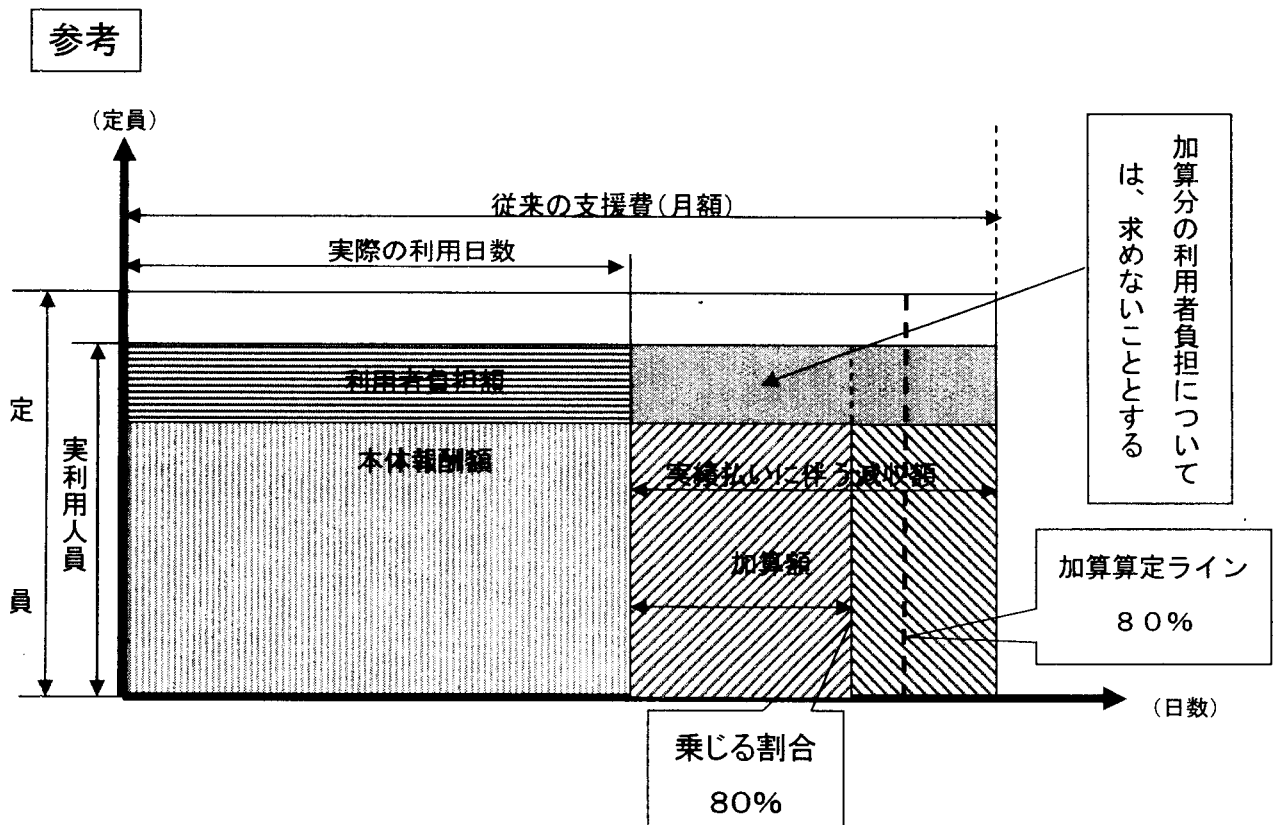 参考
(定員)
従来の支援費(月額)
実際の利用日数
利用者負担額
本体報酬額
実績払いに伴う減収額
加算額
定員
実利用人員
加算分の利用者負担について
は、求めないこととする
加算算定ライン
80%
(日数)
乗じる割合
80%